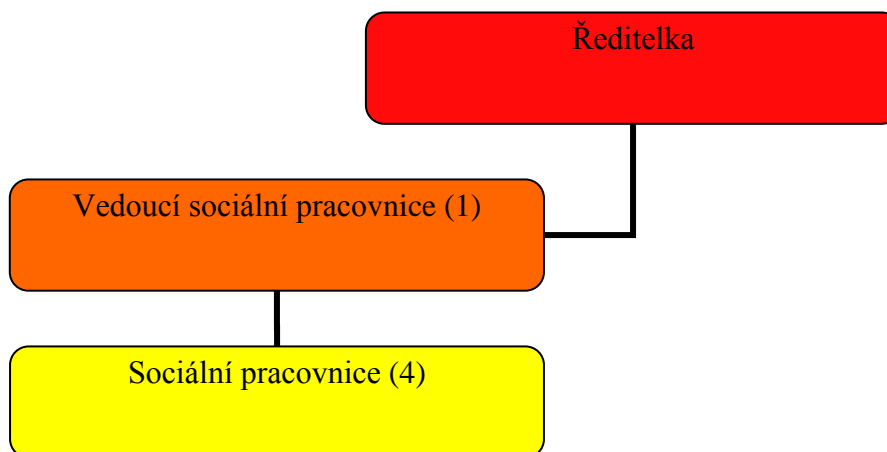 Ředitelka
Vedoucí sociální pracovnice (1)
Sociální pracovnice (4)